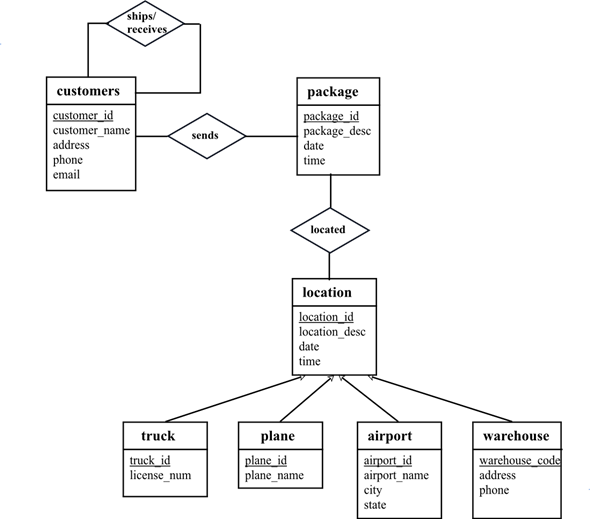 ships/
receives
customers
customer_id
customer_name
address
phone
email
sends
package
package_id
package_desc
date
time
located
location
location_id
location_desc
date
time
truck
truck_id
license_num
plane
plane_id
plane_name
airport
airport_id
airport_name
city
state
warehouse
warehouse_code
address
phone